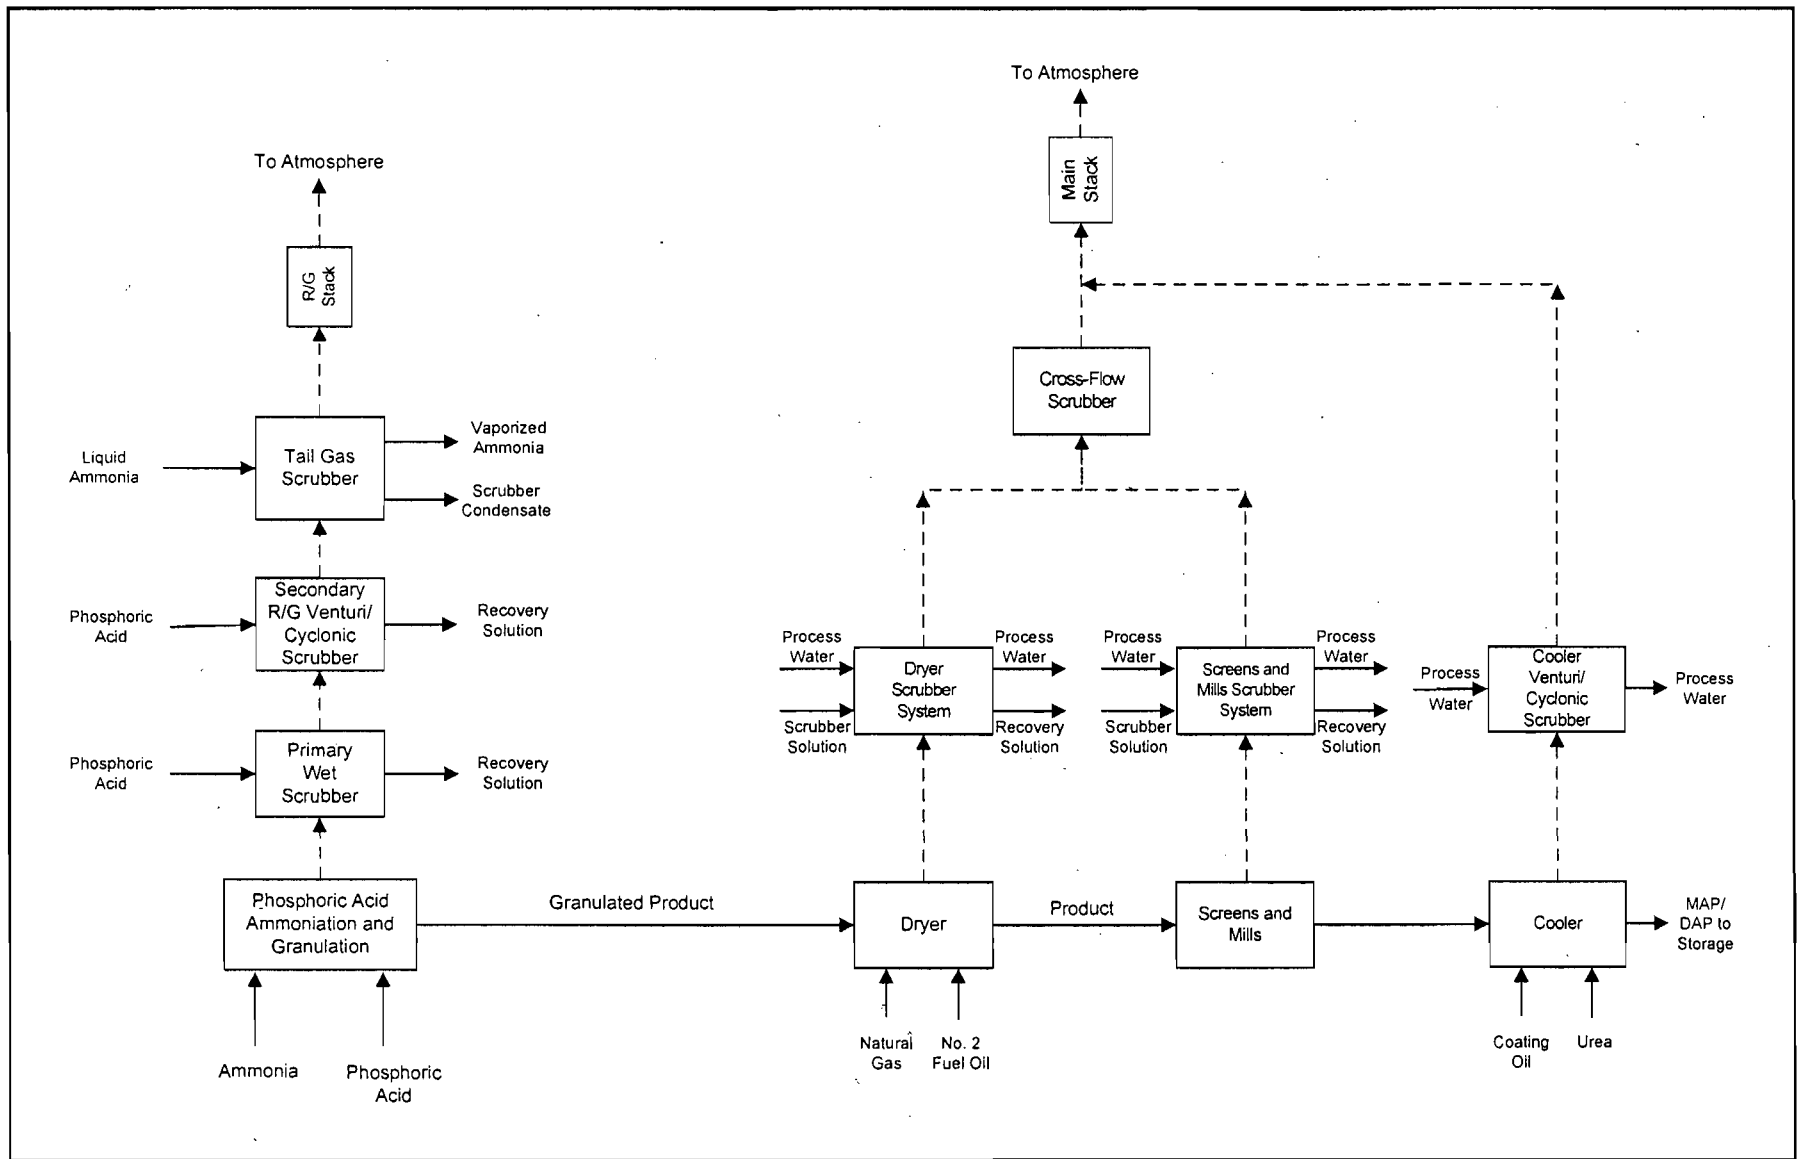 To Atmosphere
Main
Stack
To Atmosphere
R/G
Stack
Cross-Flow
Scrubber
Liquid
Ammonia
Tail Gas
Scrubber
Vaporized
Ammonia
Scrubber
Condensate
Phosphoric
Acid
Secondary
R/G Venturi/
Cyclonic
Scrubber
Recovery
Solution
Process
Water
Scrubber
Solution
Dryer
Scrubber
System
Process
Water
Recovery
Solution
Process
Water
Scrubber
Solution
Screens and
Mills Scrubber
System
Process
Water
Recovery
Solution
Process
Water
Cooler
Venturi/
Cyclonic
Scrubber
Process
Water
Phosphoric
Acid
Primary
Wet
Scrubber
Recovery
Solution
Phosphoric Acid
Ammoniation and
Granulation
Granulated Product
Dryer
Product
Screens and
Mills
Cooler
MAP/
DAP to
Storage
Ammonia
Phosphoric
Acid
Natural
Gas
No. 2
Fuel Oil
Coating
Oil
Urea